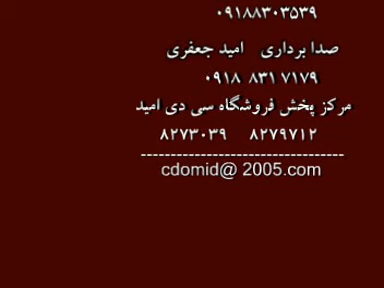 ۰۹۱۸۸۳۰۳۵۳۹
صدا برداری امید جعفری
۰۹۱۸ ۸۳۱ ۷۱۷۹
مرکز پخش فروشگاه سی دی امید
۸۲۷۳۰۳۹ ۸۲۷۹۷۱۲
----------------------------------
cdomid@ 2005.com